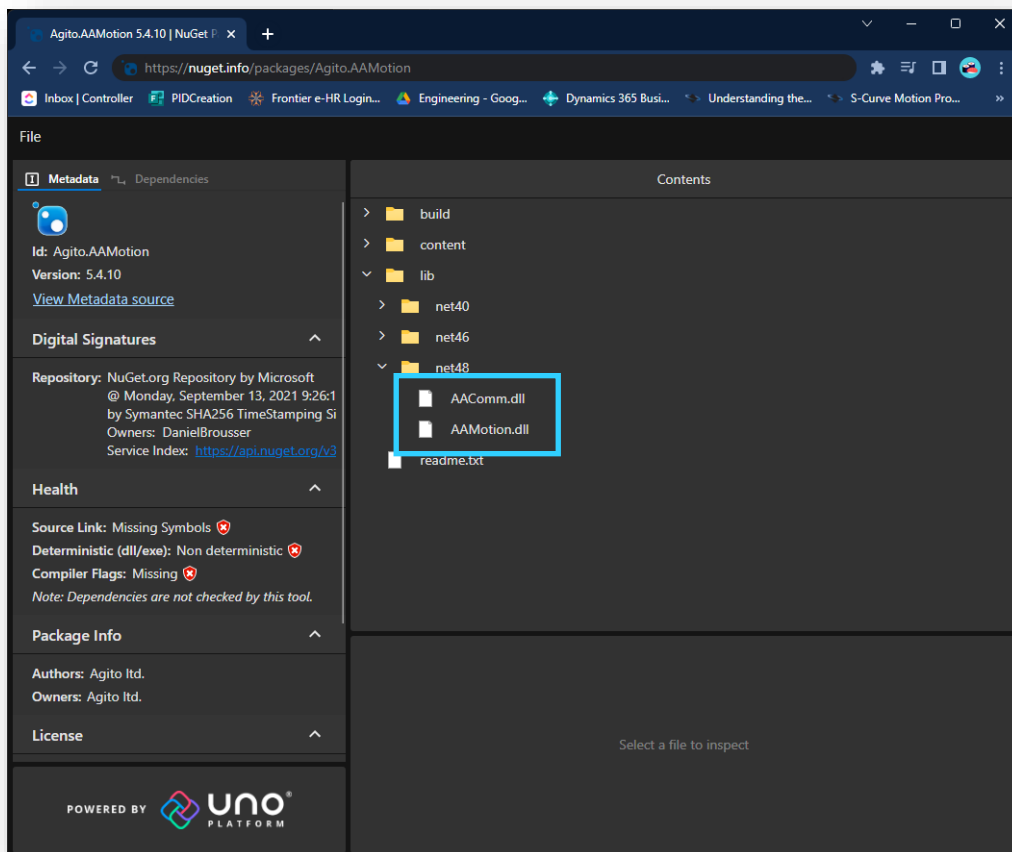 Agito.AAMotion 5.4.10 | NuGet P
https://nuget.info/packages/Agito.AAMotion
Inbox | Controller PIDCreation Frontier e-HR Login... Engineering - Goog... Dynamics 365 Busi... Understanding the... S-Curve Motion Pro... »
File
Metadata Dependencies
Id: Agito.AAMotion
Version: 5.4.10
View Metadata source
Digital Signatures
Repository: NuGet.org Repository by Microsoft
@ Monday, September 13, 2021 9:26:1
by Symantec SHA256 TimeStamping Si
Owners: DanielBrousser
Service Index: https://api.nuget.org/v3
Health
Source Link: Missing Symbols
Deterministic (dll/exe): Non deterministic
Compiler Flags: Missing
Note: Dependencies are not checked by this tool.
Package Info
Authors: Agito ltd.
Owners: Agito ltd.
License
POWERED BY UNO®
PLATFORM
Contents
build
content
lib
net40
net46
net48
AAComm.dll
AAMotion.dll
readme.txt
Select a file to inspect